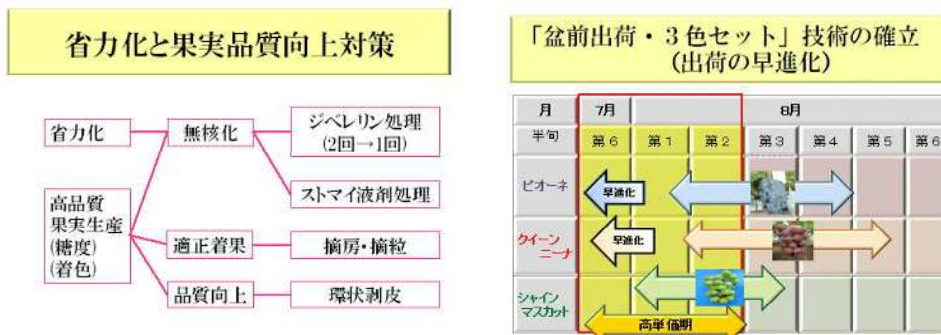 省力化と果実品質向上対策
省力化
無核化
ジベレリン処理
(2回→1回)
ストマイ液剤処理
高品質
果実生産
(糖度)
(着色)
適正着果
摘房・摘粒
品質向上
環状剥皮
「盆前出荷・3色セット」技術の確立
(出荷の早進化)
月 7月 8月
半旬 第6 第1 第2 第3 第4 第5 第6
ピオーネ
早進化
クイーン
ニーナ
早進化
シャイン
マスカット
高単価期